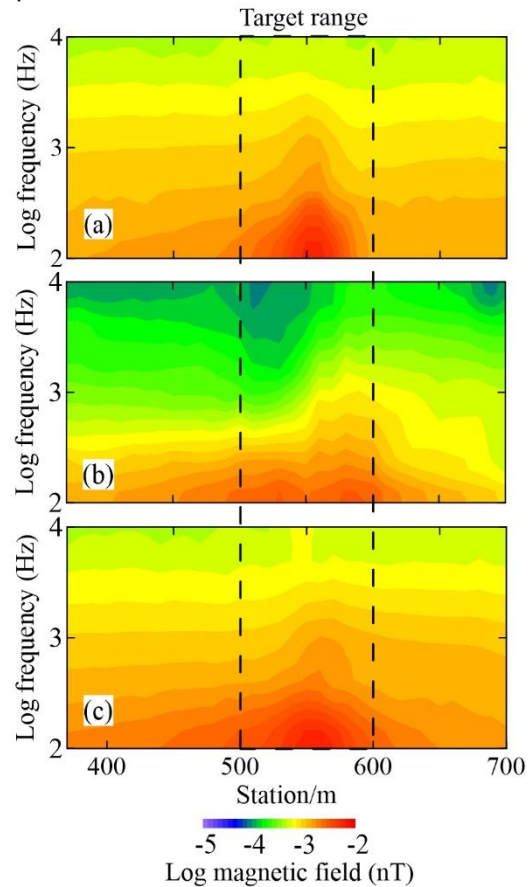 Target range
4
3
2
Log frequency (Hz)
(a)
4
3
2
Log frequency (Hz)
(b)
4
3
2
Log frequency (Hz)
(c)
400 500 600 700
Station/m
-5 -4 -3 -2
Log magnetic field (nT)